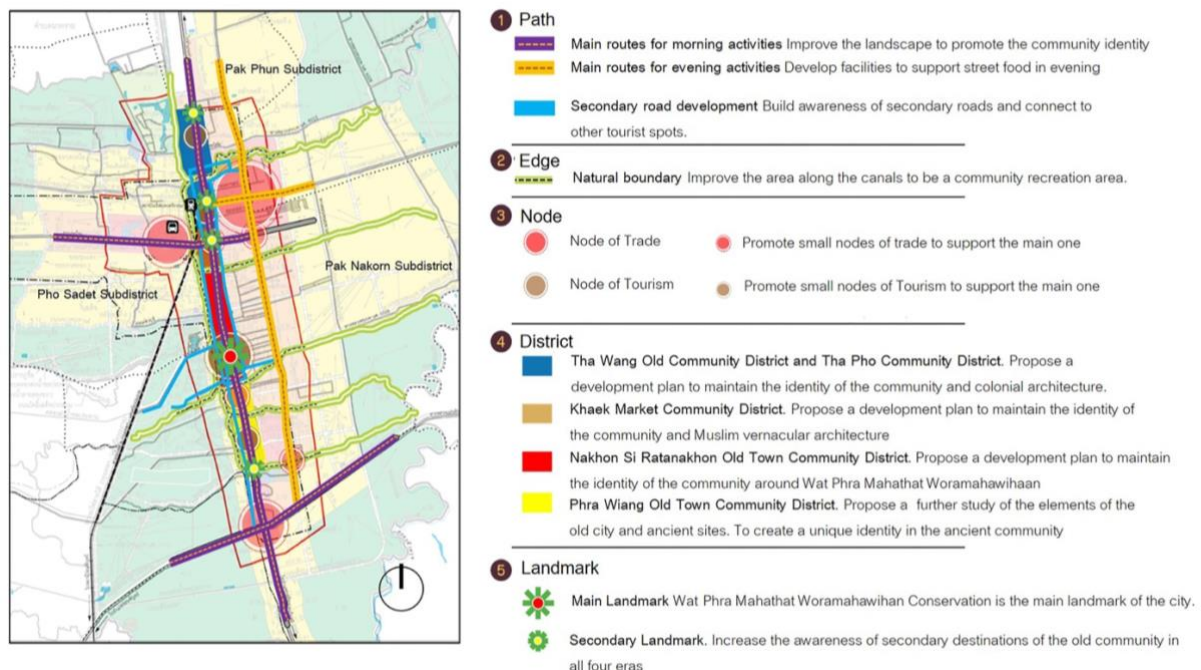 Pak Phun Subdistrict
Pak Nakorn Subdistrict
Pho Sadet Subdistrict
1 Path
Main routes for morning activities Improve the landscape to promote the community identity
Main routes for evening activities Develop facilities to support street food in evening
Secondary road development Build awareness of secondary roads and connect to
other tourist spots.
2 Edge
Natural boundary Improve the area along the canals to be a community recreation area.
3 Node
Node of Trade Promote small nodes of trade to support the main one
Node of Tourism Promote small nodes of Tourism to support the main one
4 District
Tha Wang Old Community District and Tha Pho Community District. Propose a
development plan to maintain the identity of the community and colonial architecture.
Khaek Market Community District. Propose a development plan to maintain the identity of
the community and Muslim vernacular architecture
Nakhon Si Ratanakhon Old Town Community District. Propose a development plan to maintain
the identity of the community around Wat Phra Mahathat Woramahawihaan
Phra Wiang Old Town Community District. Propose a further study of the elements of the
old city and ancient sites. To create a unique identity in the ancient community
5 Landmark
Main Landmark Wat Phra Mahathat Woramahawihan Conservation is the main landmark of the city.
Secondary Landmark. Increase the awareness of secondary destinations of the old community in
all four eras